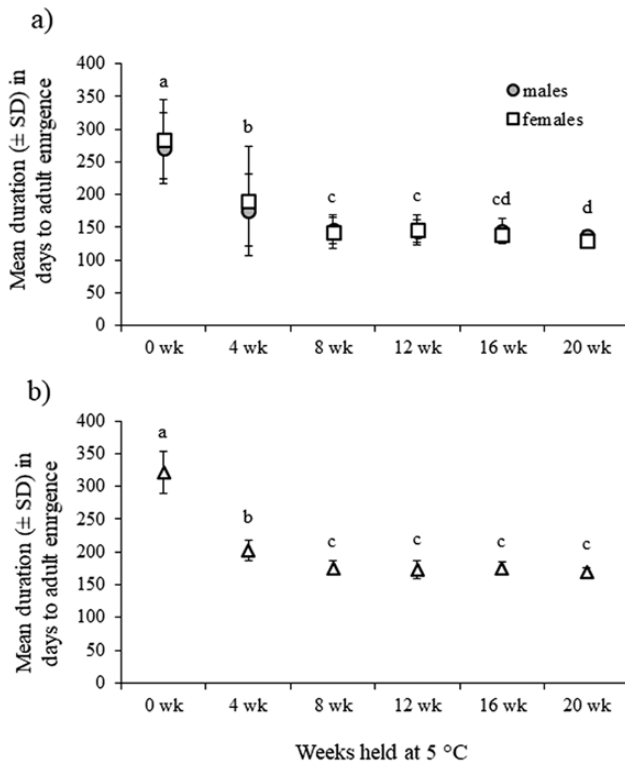 a)
Mean duration (± SD) in
days to adult emrgence
400
350
300
250
200
150
100
50
0
a
b
c
c
cd
d
males
females
0 wk
4 wk
8 wk
12 wk
16 wk
20 wk
b)
Mean duration (± SD) in
days to adult emrgence
400
350
300
250
200
150
100
50
0
a
b
c
c
c
c
0 wk
4 wk
8 wk
12 wk
16 wk
20 wk
Weeks held at 5 °C